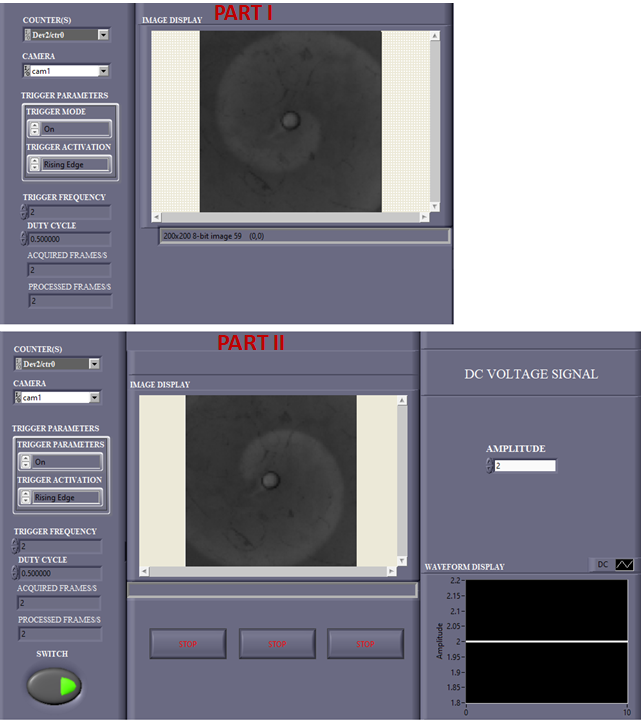 PART I
COUNTER(S)
Dev2/ctr0
CAMERA
cam1
TRIGGER PARAMETERS
TRIGGER MODE
On
TRIGGER ACTIVATION
Rising Edge
TRIGGER FREQUENCY
2
DUTY CYCLE
0.500000
ACQUIRED FRAMES/S
2
PROCESSED FRAMES/S
2
IMAGE DISPLAY
200x200 8-bit image 59 (0,0)
PART II
COUNTER(S)
Dev2/ctr0
CAMERA
cam1
TRIGGER PARAMETERS
TRIGGER PARAMETERS
On
TRIGGER ACTIVATION
Rising Edge
TRIGGER FREQUENCY
2
DUTY CYCLE
0.500000
ACQUIRED FRAMES/S
2
PROCESSED FRAMES/S
2
SWITCH
IMAGE DISPLAY
STOP STOP STOP
DC VOLTAGE SIGNAL
AMPLITUDE
2
WAVEFORM DISPLAY
DC
Amplitude
2.2
2.15
2.1
2.05
2
1.95
1.9
1.85
1.8
0 10